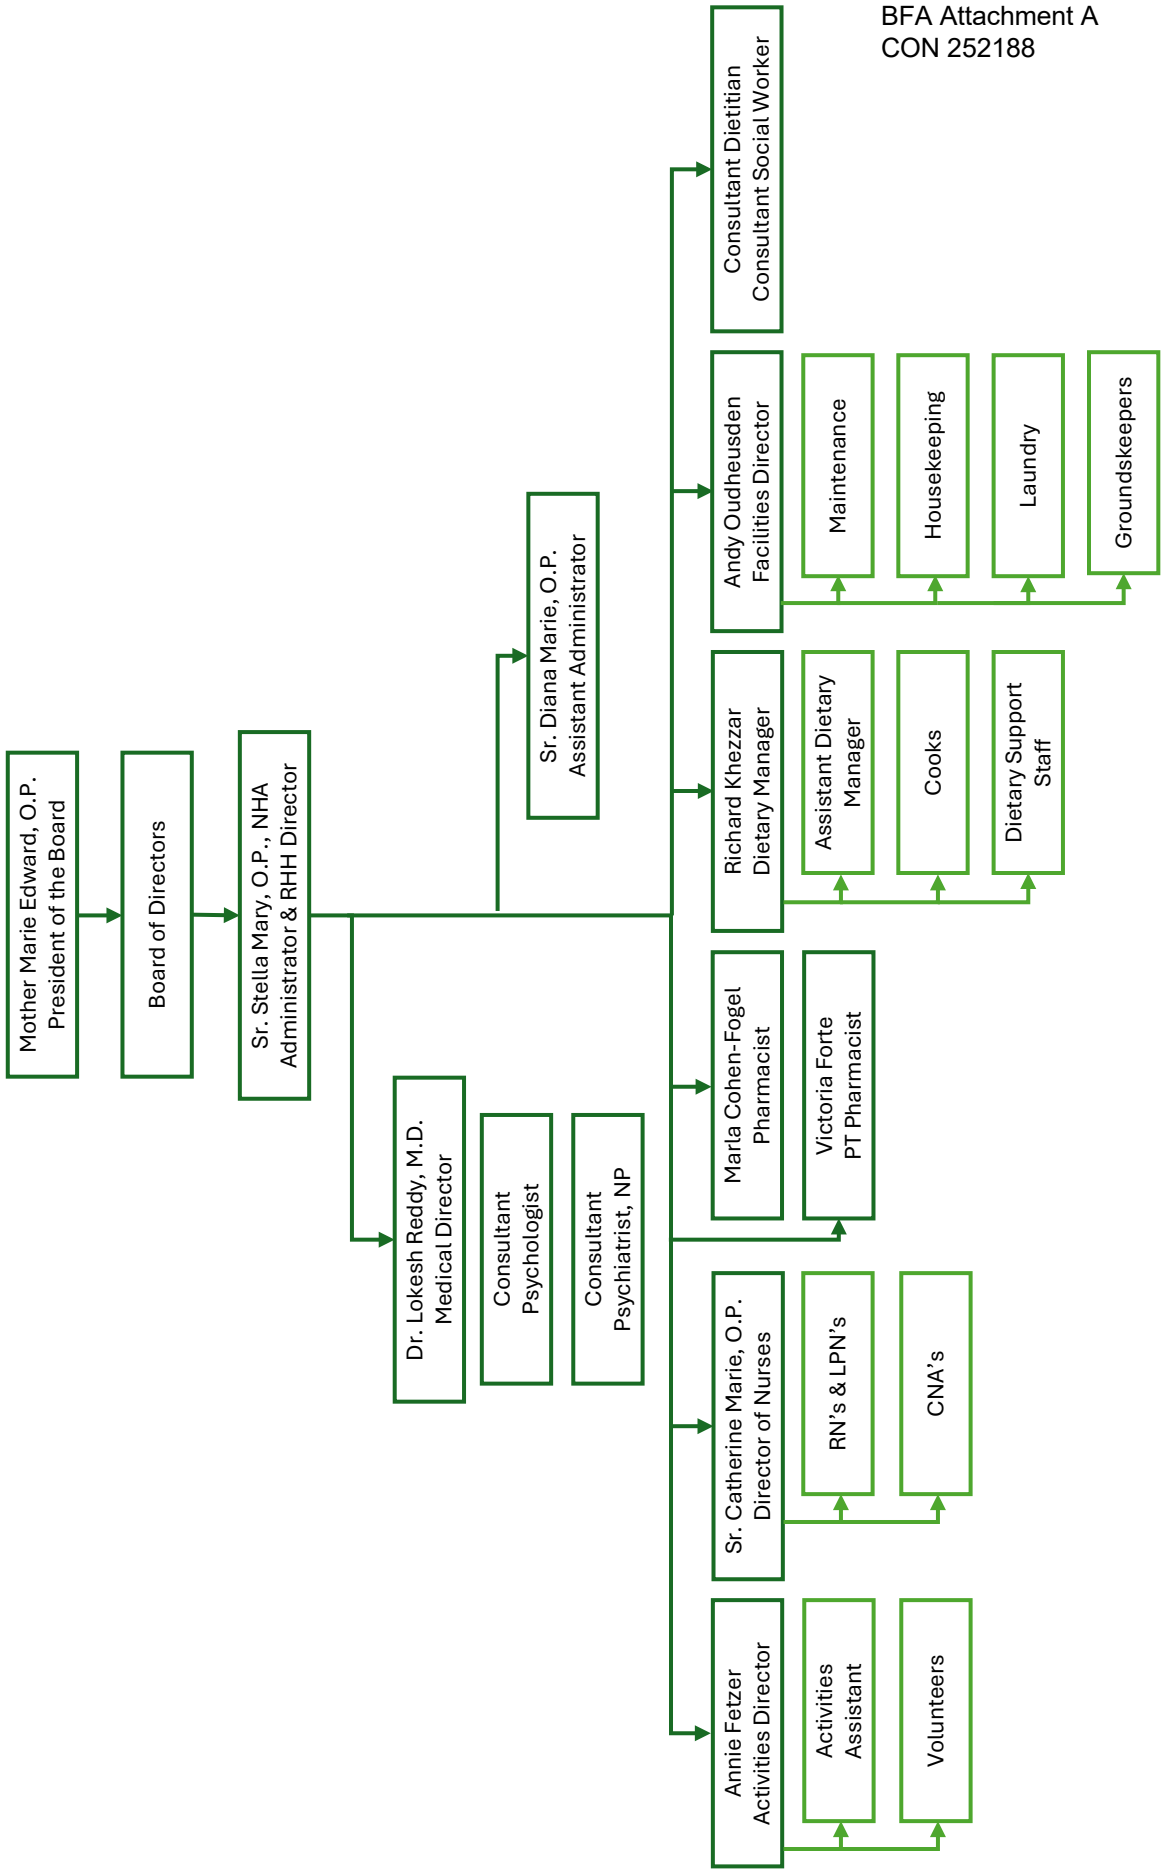 BFA Attachment A
CON 252188
Mother Marie Edward, O.P.
President of the Board
Board of Directors
Sr. Stella Mary, O.P., NHA
Administrator & RHH Director
Dr. Lokesh Reddy, M.D.
Medical Director
Consultant
Psychologist
Consultant
Psychiatrist, NP
Sr. Diana Marie, O.P.
Assistant Administrator
Annie Fetzer
Activities Director
Activities
Assistant
Volunteers
Sr. Catherine Marie, O.P.
Director of Nurses
RN’s & LPN’s
CNA’s
Marla Cohen-Fogel
Pharmacist
Victoria Forte
PT Pharmacist
Richard Khezzar
Dietary Manager
Assistant Dietary
Manager
Cooks
Dietary Support
Staff
Andy Oudheusden
Facilities Director
Maintenance
Housekeeping
Laundry
Groundskeepers
Consultant Dietitian
Consultant Social Worker